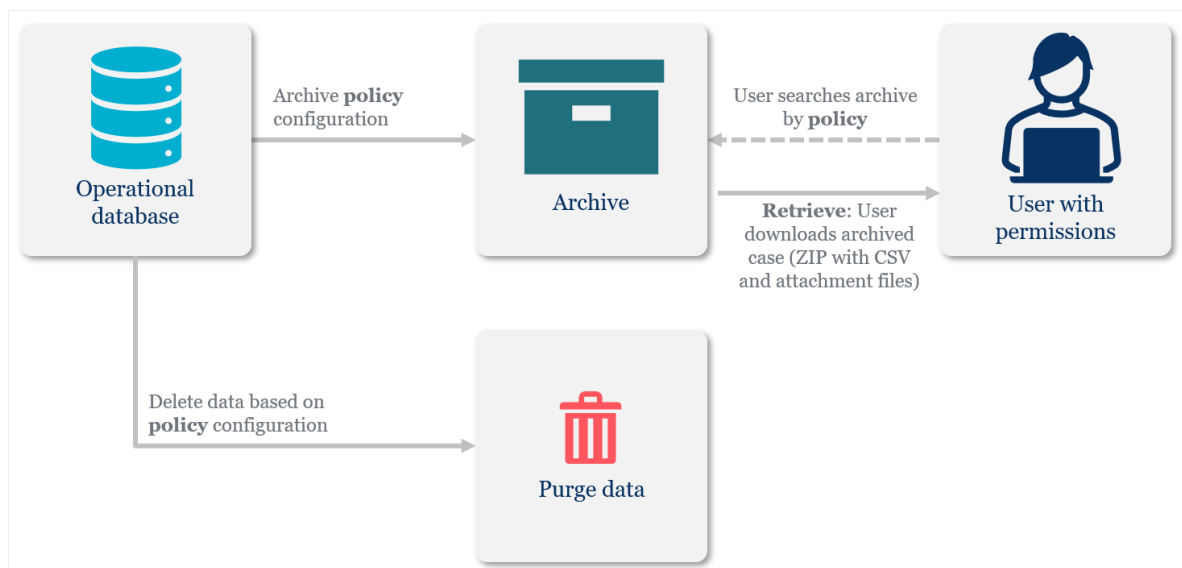 Operational
database
Archive policy
configuration
Archive
User searches archive
by policy
Retrieve: User
downloads archived
case (ZIP with CSV
and attachment files)
User with
permissions
Delete data based on
policy configuration
Purge data